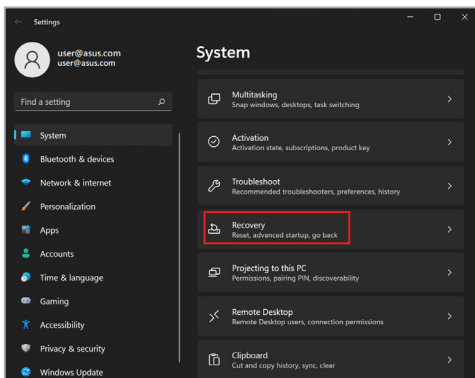 Settings
user@asus.com
user@asus.com
Find a setting
System
Bluetooth & devices
Network & internet
Personalization
Apps
Accounts
Time & language
Gaming
Accessibility
Privacy & security
Windows Update
System
Multitasking
Snap windows, desktops, task switching
Activation
Activation state, subscriptions, product key
Troubleshoot
Recommended troubleshooters, preferences, history
Recovery
Reset, advanced startup, go back
Projecting to this PC
Permissions, pairing PIN, discoverability
Remote Desktop
Remote Desktop users, connection permissions
Clipboard
Cut and copy history, sync, clear